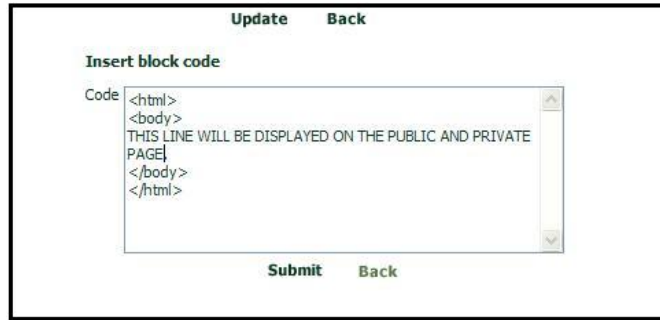 Update Back
Insert block code
Code
<html>
<body>
THIS LINE WILL BE DISPLAYED ON THE PUBLIC AND PRIVATE
PAGE.
</body>
</html>
Submit Back